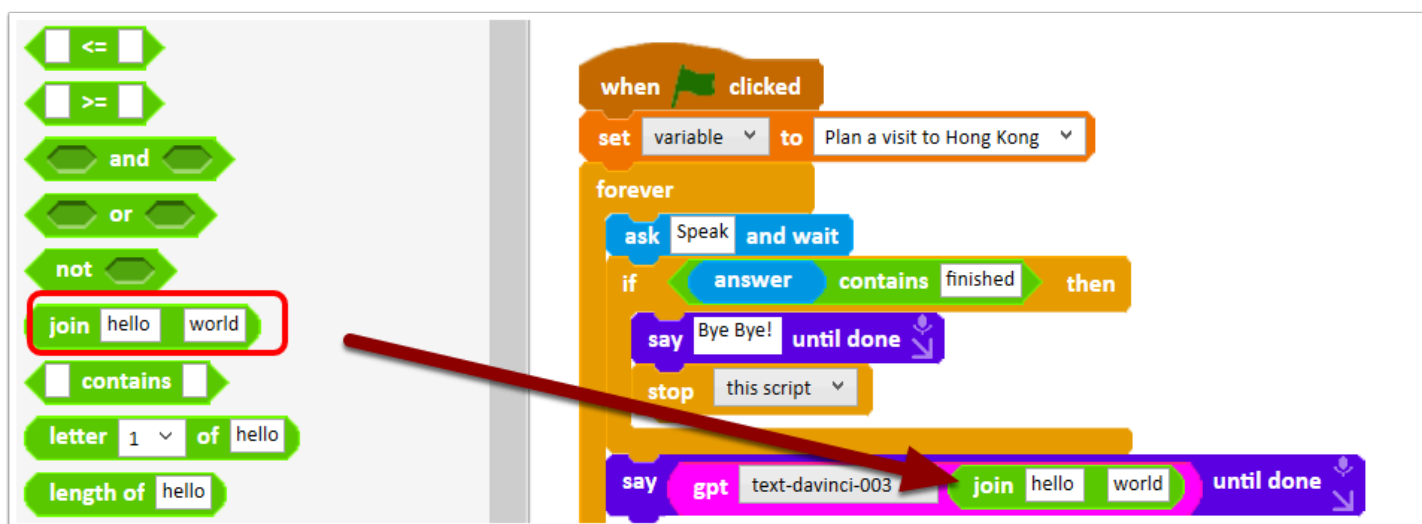 <=
>=
and
or
not
join hello world
contains
letter 1 of hello
length of hello
when clicked
set variable to Plan a visit to Hong Kong
forever
ask Speak and wait
if answer contains finished then
say Bye Bye! until done
stop this script
say gpt text-davinci-003 join hello world until done